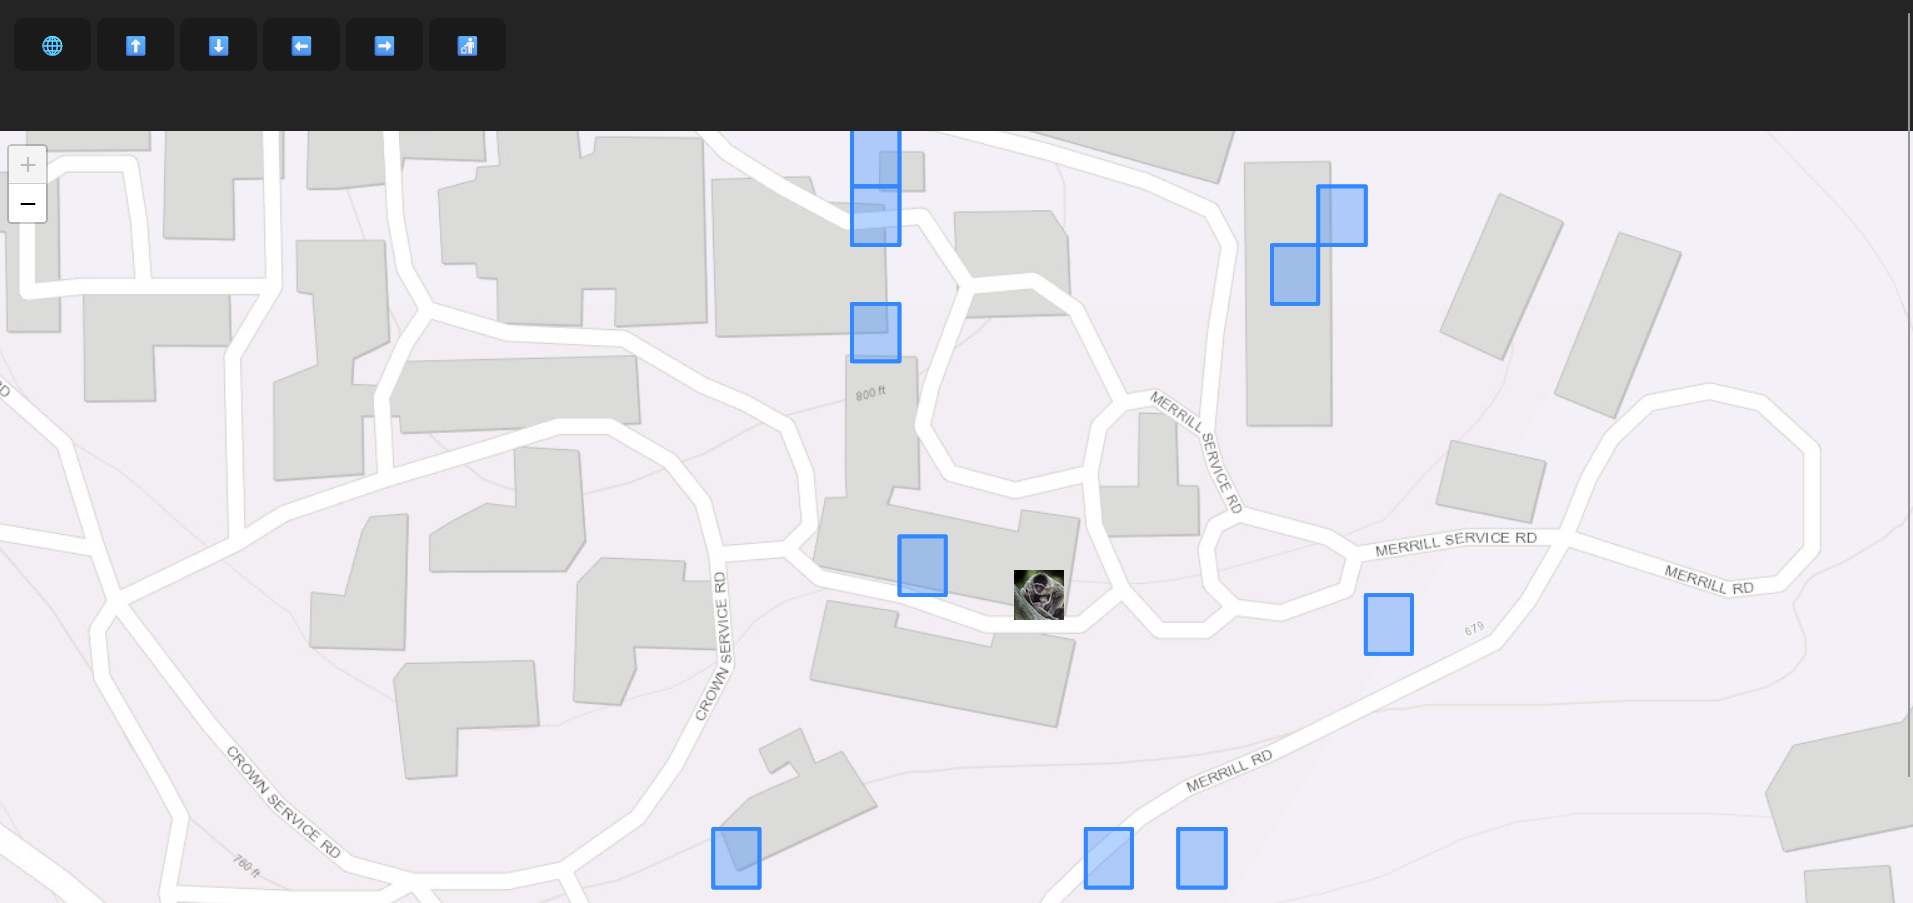 +
−
RD
800 ft
MERRILL SERVICE RD
MERRILL SERVICE RD
MERRILL RD
CROWN SERVICE RD
679
MERRILL RD
CROWN SERVICE RD
760 ft